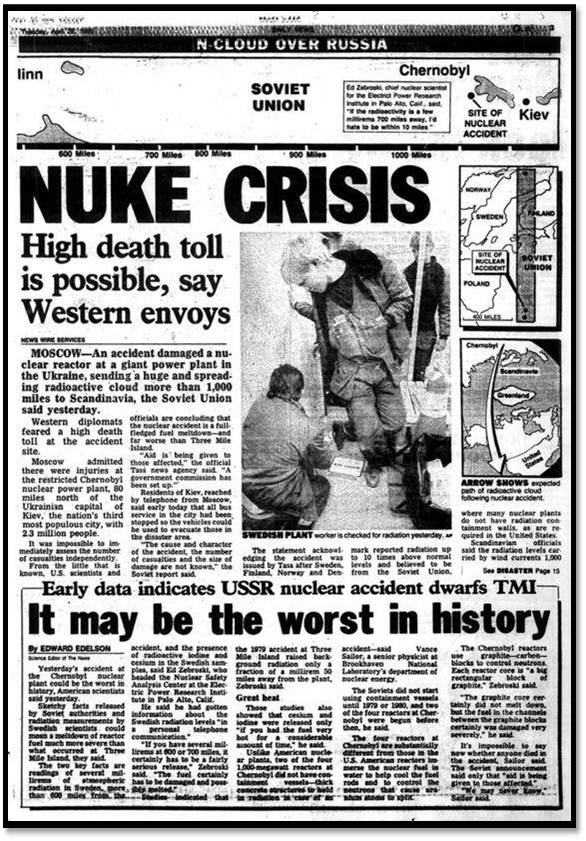 Tuesday, April 29, 1986
DAILY NEWS
N-CLOUD OVER RUSSIA
linn
SOVIET
UNION
Ed Zebroski, chief nuclear scientist
for the Electric Power Research
Institute in Palo Alto, Calif., said,
"If the radioactivity is a few
millirems 700 miles away, I'd
hate to be within 10 miles."
Chernobyl
SITE OF
NUCLEAR
ACCIDENT
Kiev
600 Miles
700 Miles
800 Miles
900 Miles
1000 Miles
NUKE CRISIS
High death toll
is possible, say
Western envoys
NEWS WIRE SERVICES
MOSCOW—An accident damaged a nu-
clear reactor at a giant power plant in
the Ukraine, sending a huge and spread-
ing radioactive cloud more than 1,000
miles to Scandinavia, the Soviet Union
said yesterday.
Western diplomats
feared a high death
toll at the accident
site.
Moscow admitted
there were injuries at
the restricted Chernobyl
nuclear power plant, 80
miles north of the
Ukrainian capital of
Kiev, the nation's third
most populous city, with
2.3 million people.
It was impossible to im-
mediately assess the number
of casualties independently.
From the little that is
known, U.S. scientists and
officials are concluding that
the nuclear accident is a full-
fledged fuel meltdown—and
far worse than Three Mile
Island.
"Aid is being given to
those affected," the official
Tass news agency said. "A
government commission has
been set up."
Residents of Kiev, reached
by telephone from Moscow,
said early today that all bus
service in the city had been
stopped so the vehicles could
be used to evacuate those in
the disaster area.
"The cause and character
of the accident, the number
of casualties and the size of
damage are not known," the
Soviet report said.
SWEDISH PLANT worker is checked for radiation yesterday. AP
The statement acknowl-
edging the accident was
issued by Tass after Sweden,
Finland, Norway and Den-
mark reported radiation up
to 10 times above normal
levels and believed to be
from the Soviet Union,
NORWAY
SWEDEN
FINLAND
SITE OF
NUCLEAR
ACCIDENT
SOVIET
UNION
POLAND
400 MILES
Chernobyl
Scandinavia
Greenland
United
States
ARROW SHOWS expected
path of radioactive cloud
following nuclear accident.
where many nuclear plants
do not have radiation con-
tainment walls, as are re-
quired in the United States.
Scandinavian officials
said the radiation levels car-
ried by wind currents 1,000
See DISASTER Page 15
Early data indicates USSR nuclear accident dwarfs TMI
It may be the worst in history
By EDWARD EDELSON
Science Editor of The News
Yesterday's accident at
the Chernobyl nuclear
plant could be the worst in
history, American scientists
said yesterday.
Sketchy facts released
by Soviet authorities and
radiation measurements by
Swedish scientists could
mean a meltdown of reactor
fuel much more severe than
what occurred at Three
Mile Island, they said.
The two key facts are
readings of several mil-
lirems of atmospheric
radiation in Sweden, more
than 600 miles from the
accident, and the presence
of radioactive iodine and
cesium in the Swedish sam-
ples, said Ed Zebroski, who
headed the Nuclear Safety
Analysis Center at the Elec-
tric Power Research Insti-
tute in Palo Alto, Calif.
He said he had gotten
information about the
Swedish radiation levels "in
a personal telephone
communication."
"If you have several mil-
lirems at 600 or 700 miles, it
certainly has to be a fairly
serious release," Zebroski
said. "The fuel certainly
has to be damaged and possi-
bly melted."
Studies indicated that
the 1979 accident at Three
Mile Island raised back-
ground radiation only a
fraction of a millirem 50
miles away from the plant,
Zebroski said.
Great heat
Those studies also
showed that cesium and
iodine were released only
"if you had the fuel very
hot for a considerable
amount of time," he said.
Unlike American nucle-
ar plants, two of the four
1,000-megawatt reactors at
Chernobyl did not have con-
tainment vessels—thick
concrete structures to hold
in radiation in case of an
accident—said Vance
Sailor, a senior physicist at
Brookhaven National
Laboratory's department of
nuclear energy.
The Soviets did not start
using containment vessels
until 1979 or 1980, and two
of the four reactors at Cher-
nobyl were begun before
then, he said.
The four reactors at
Chernobyl are substantially
different from those in the
U.S. American reactors im-
merse the nuclear fuel in
water to help cool the fuel
rods and to control the
neutrons that cause ura-
nium atoms to split.
The Chernobyl reactors
use graphite—carbon—
blocks to control neutrons.
Each reactor core is "a big
rectangular block of
graphite," Zebroski said.
"The graphite core cer-
tainly did not melt down,
but the fuel in the channels
between the graphite blocks
certainly was damaged very
severely," he said.
It's impossible to say
now whether anyone died in
the accident, Sailor said.
The Soviet announcement
said only that "aid is being
given to those affected."
"We may never know,"
Sailor said.